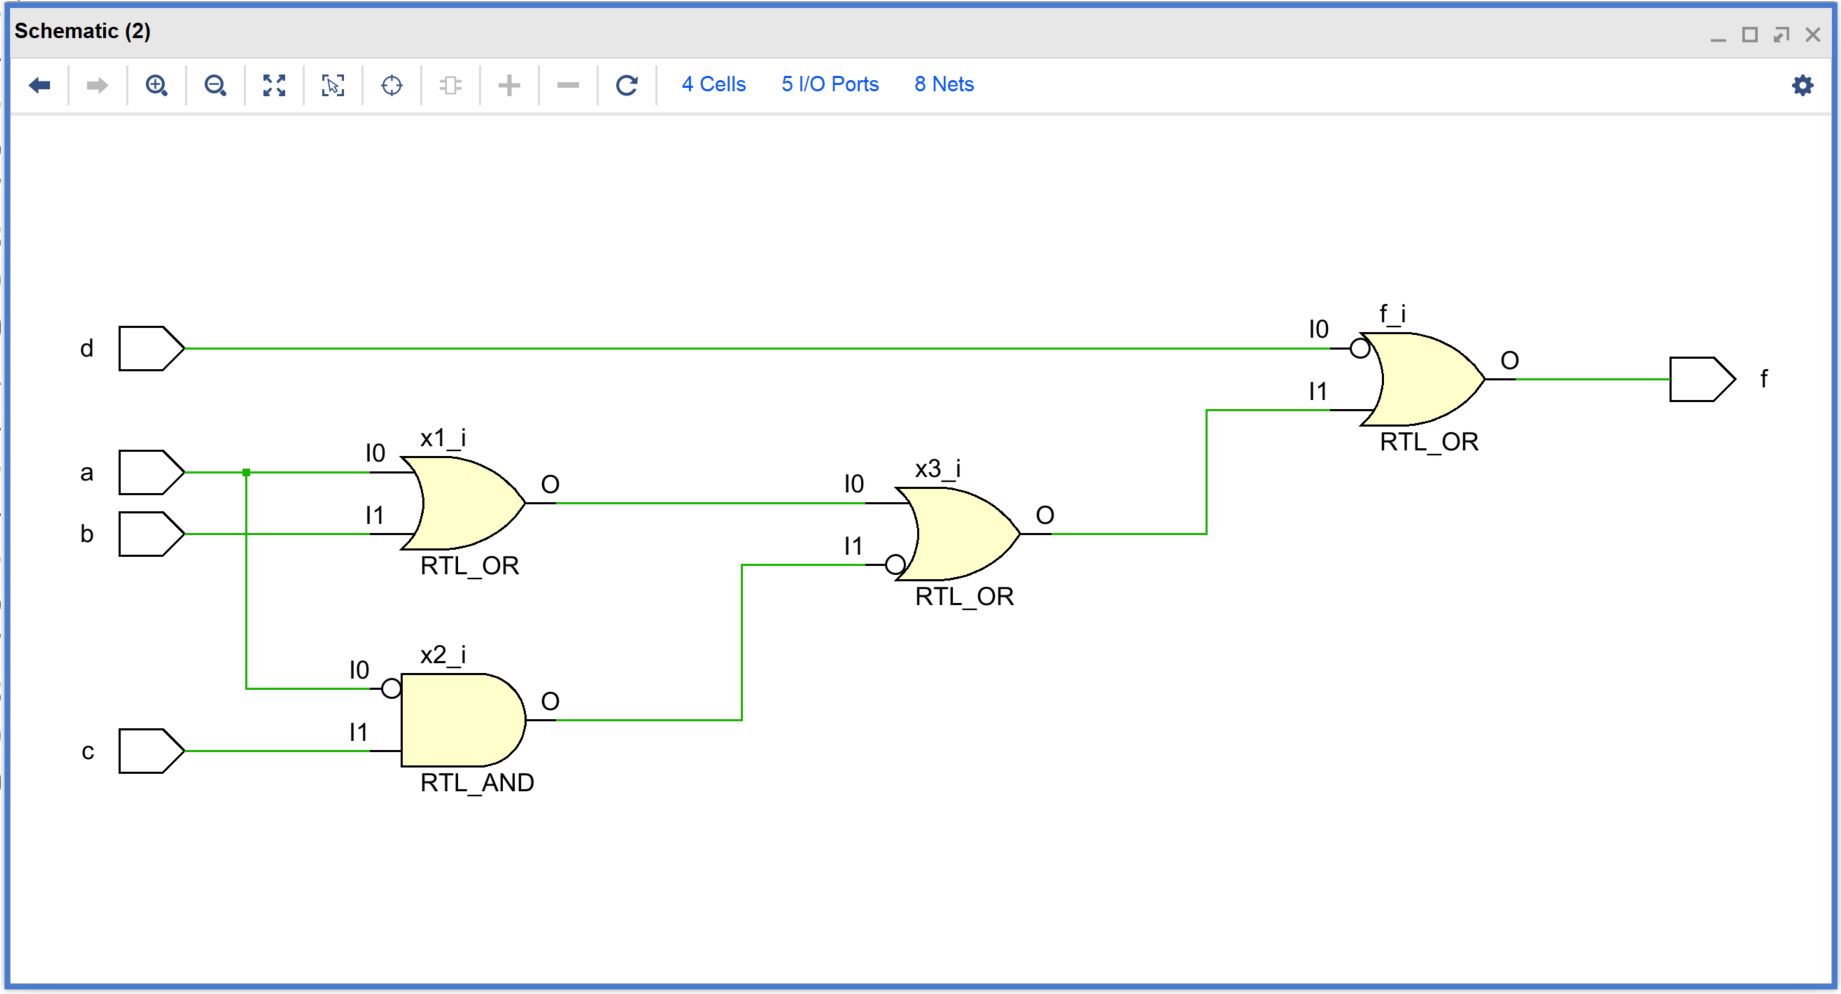 Schematic (2)
4 Cells 5 I/O Ports 8 Nets
f_i
I0
d
O
f
I1
x1_i
RTL_OR
I0
x3_i
a
O
I0
I1
O
b
I1
RTL_OR
RTL_OR
x2_i
I0
O
I1
c
RTL_AND